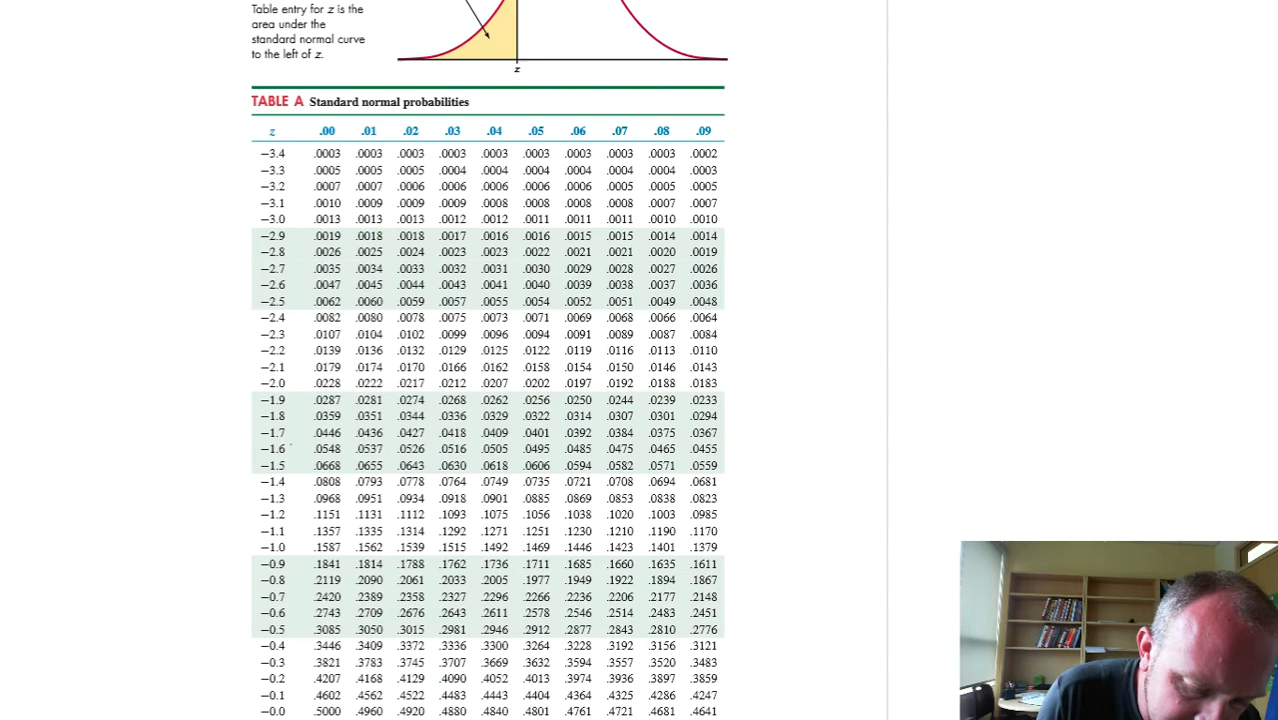 Table entry for z is the
area under the
standard normal curve
to the left of z.
z
TABLE A Standard normal probabilities
z .00 .01 .02 .03 .04 .05 .06 .07 .08 .09
−3.4 .0003 .0003 .0003 .0003 .0003 .0003 .0003 .0003 .0003 .0002
−3.3 .0005 .0005 .0005 .0004 .0004 .0004 .0004 .0004 .0004 .0003
−3.2 .0007 .0007 .0006 .0006 .0006 .0006 .0006 .0005 .0005 .0005
−3.1 .0010 .0009 .0009 .0009 .0008 .0008 .0008 .0008 .0007 .0007
−3.0 .0013 .0013 .0013 .0012 .0012 .0011 .0011 .0011 .0010 .0010
−2.9 .0019 .0018 .0018 .0017 .0016 .0016 .0015 .0015 .0014 .0014
−2.8 .0026 .0025 .0024 .0023 .0023 .0022 .0021 .0021 .0020 .0019
−2.7 .0035 .0034 .0033 .0032 .0031 .0030 .0029 .0028 .0027 .0026
−2.6 .0047 .0045 .0044 .0043 .0041 .0040 .0039 .0038 .0037 .0036
−2.5 .0062 .0060 .0059 .0057 .0055 .0054 .0052 .0051 .0049 .0048
−2.4 .0082 .0080 .0078 .0075 .0073 .0071 .0069 .0068 .0066 .0064
−2.3 .0107 .0104 .0102 .0099 .0096 .0094 .0091 .0089 .0087 .0084
−2.2 .0139 .0136 .0132 .0129 .0125 .0122 .0119 .0116 .0113 .0110
−2.1 .0179 .0174 .0170 .0166 .0162 .0158 .0154 .0150 .0146 .0143
−2.0 .0228 .0222 .0217 .0212 .0207 .0202 .0197 .0192 .0188 .0183
−1.9 .0287 .0281 .0274 .0268 .0262 .0256 .0250 .0244 .0239 .0233
−1.8 .0359 .0351 .0344 .0336 .0329 .0322 .0314 .0307 .0301 .0294
−1.7 .0446 .0436 .0427 .0418 .0409 .0401 .0392 .0384 .0375 .0367
−1.6 .0548 .0537 .0526 .0516 .0505 .0495 .0485 .0475 .0465 .0455
−1.5 .0668 .0655 .0643 .0630 .0618 .0606 .0594 .0582 .0571 .0559
−1.4 .0808 .0793 .0778 .0764 .0749 .0735 .0721 .0708 .0694 .0681
−1.3 .0968 .0951 .0934 .0918 .0901 .0885 .0869 .0853 .0838 .0823
−1.2 .1151 .1131 .1112 .1093 .1075 .1056 .1038 .1020 .1003 .0985
−1.1 .1357 .1335 .1314 .1292 .1271 .1251 .1230 .1210 .1190 .1170
−1.0 .1587 .1562 .1539 .1515 .1492 .1469 .1446 .1423 .1401 .1379
−0.9 .1841 .1814 .1788 .1762 .1736 .1711 .1685 .1660 .1635 .1611
−0.8 .2119 .2090 .2061 .2033 .2005 .1977 .1949 .1922 .1894 .1867
−0.7 .2420 .2389 .2358 .2327 .2296 .2266 .2236 .2206 .2177 .2148
−0.6 .2743 .2709 .2676 .2643 .2611 .2578 .2546 .2514 .2483 .2451
−0.5 .3085 .3050 .3015 .2981 .2946 .2912 .2877 .2843 .2810 .2776
−0.4 .3446 .3409 .3372 .3336 .3300 .3264 .3228 .3192 .3156 .3121
−0.3 .3821 .3783 .3745 .3707 .3669 .3632 .3594 .3557 .3520 .3483
−0.2 .4207 .4168 .4129 .4090 .4052 .4013 .3974 .3936 .3897 .3859
−0.1 .4602 .4562 .4522 .4483 .4443 .4404 .4364 .4325 .4286 .4247
−0.0 .5000 .4960 .4920 .4880 .4840 .4801 .4761 .4721 .4681 .4641